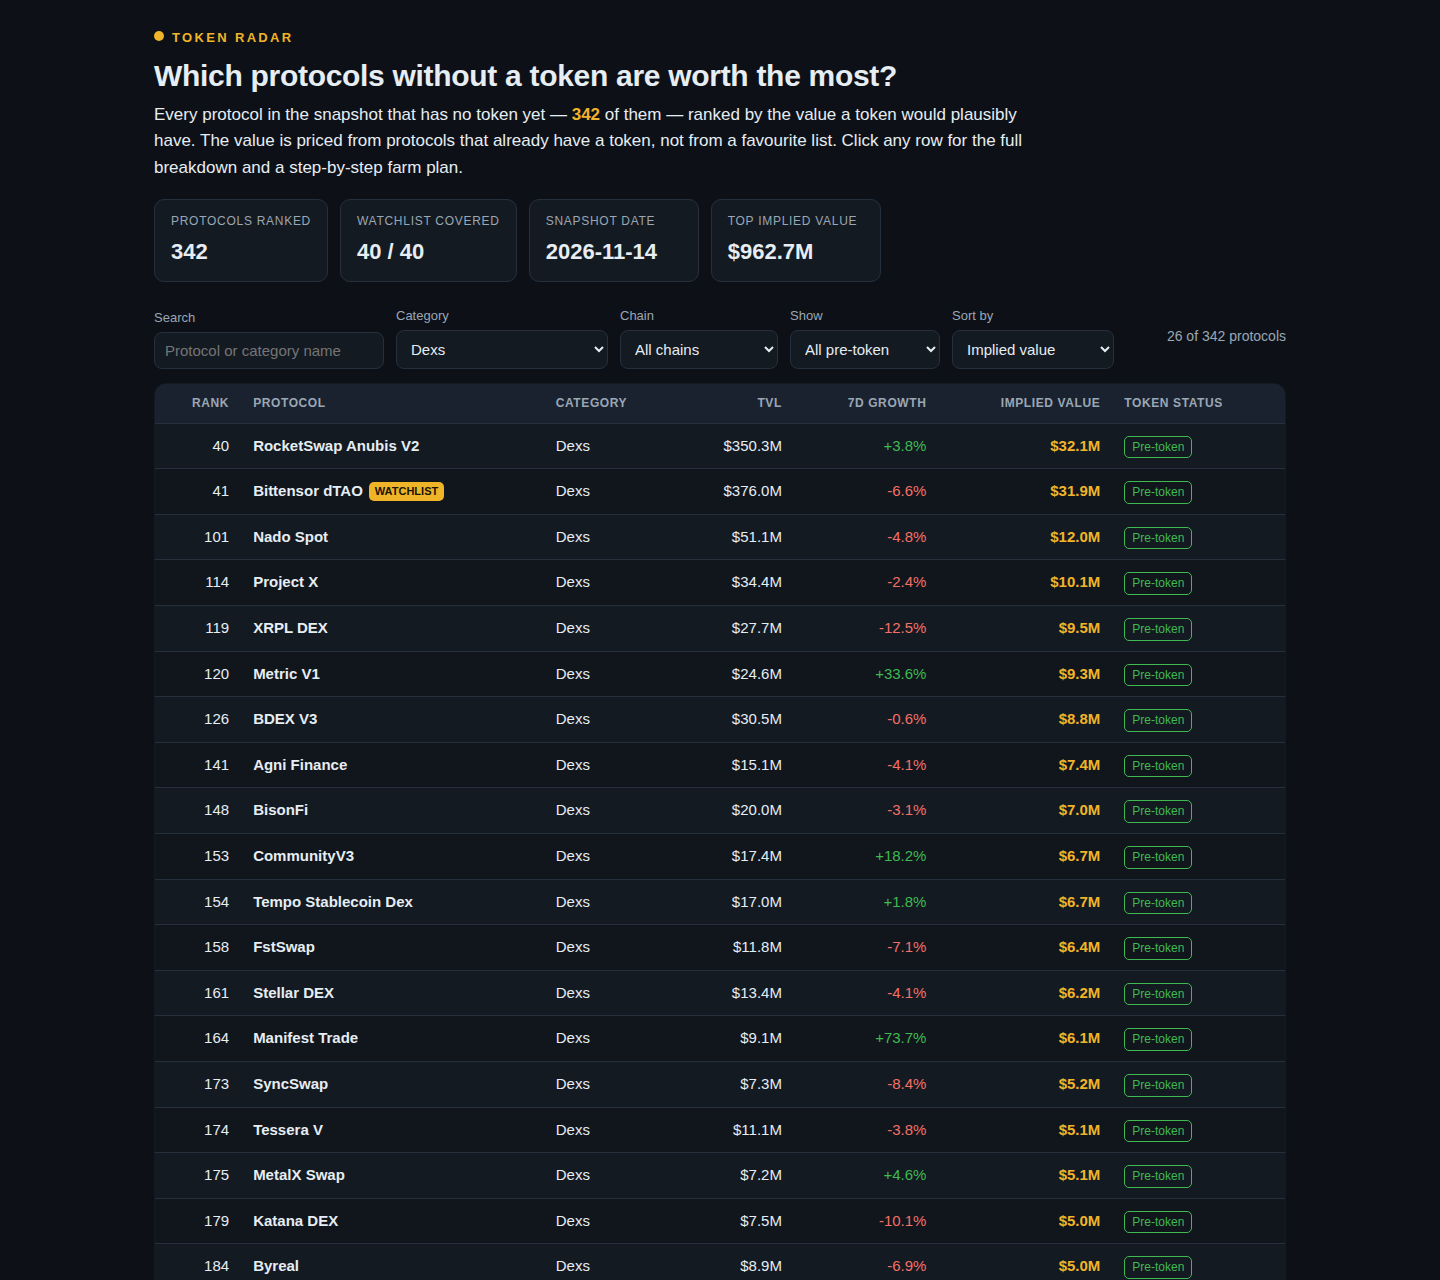 TOKEN RADAR
Which protocols without a token are worth the most?
Every protocol in the snapshot that has no token yet — 342 of them — ranked by the value a token would plausibly
have. The value is priced from protocols that already have a token, not from a favourite list. Click any row for the full
breakdown and a step-by-step farm plan.
PROTOCOLS RANKED WATCHLIST COVERED SNAPSHOT DATE TOP IMPLIED VALUE
342 40 / 40 2026-11-14 $962.7M
Search Category Chain Show Sort by
Protocol or category name Dexs All chains All pre-token Implied value 26 of 342 protocols
RANK PROTOCOL CATEGORY TVL 7D GROWTH IMPLIED VALUE TOKEN STATUS
40 RocketSwap Anubis V2 Dexs $350.3M +3.8% $32.1M Pre-token
41 Bittensor dTAO WATCHLIST Dexs $376.0M -6.6% $31.9M Pre-token
101 Nado Spot Dexs $51.1M -4.8% $12.0M Pre-token
114 Project X Dexs $34.4M -2.4% $10.1M Pre-token
119 XRPL DEX Dexs $27.7M -12.5% $9.5M Pre-token
120 Metric V1 Dexs $24.6M +33.6% $9.3M Pre-token
126 BDEX V3 Dexs $30.5M -0.6% $8.8M Pre-token
141 Agni Finance Dexs $15.1M -4.1% $7.4M Pre-token
148 BisonFi Dexs $20.0M -3.1% $7.0M Pre-token
153 CommunityV3 Dexs $17.4M +18.2% $6.7M Pre-token
154 Tempo Stablecoin Dex Dexs $17.0M +1.8% $6.7M Pre-token
158 FstSwap Dexs $11.8M -7.1% $6.4M Pre-token
161 Stellar DEX Dexs $13.4M -4.1% $6.2M Pre-token
164 Manifest Trade Dexs $9.1M +73.7% $6.1M Pre-token
173 SyncSwap Dexs $7.3M -8.4% $5.2M Pre-token
174 Tessera V Dexs $11.1M -3.8% $5.1M Pre-token
175 MetalX Swap Dexs $7.2M +4.6% $5.1M Pre-token
179 Katana DEX Dexs $7.5M -10.1% $5.0M Pre-token
184 Byreal Dexs $8.9M -6.9% $5.0M Pre-token